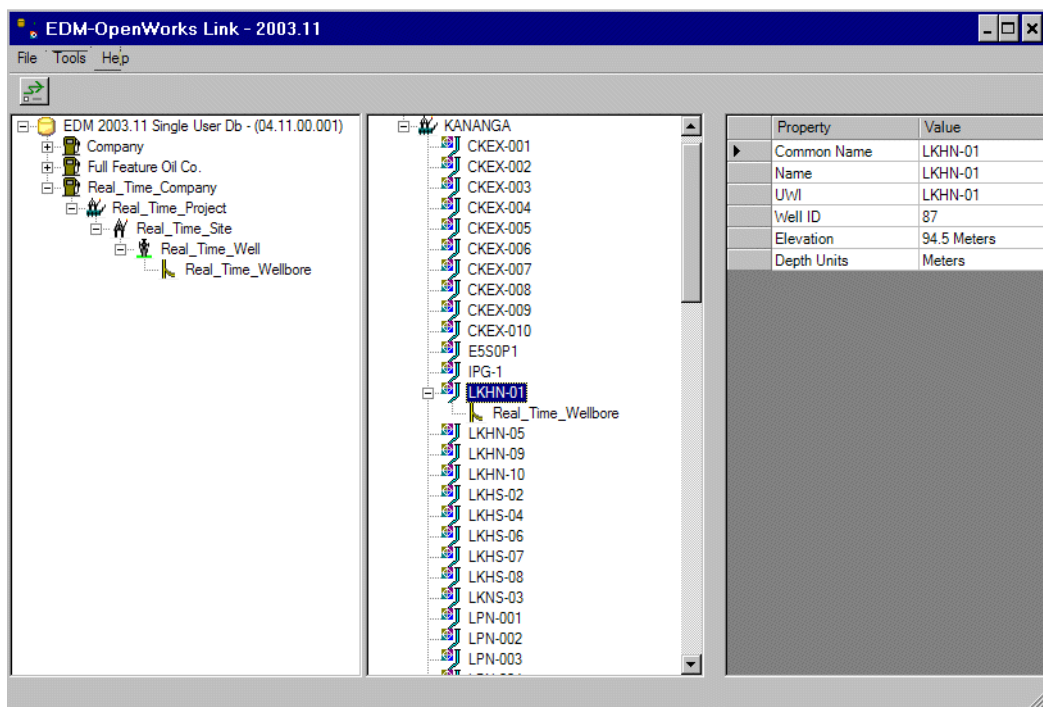 EDM-OpenWorks Link - 2003.11
File Tools Help
EDM 2003.11 Single User Db - (04.11.00.001)
Company
Full Feature Oil Co.
Real_Time_Company
Real_Time_Project
Real_Time_Site
Real_Time_Well
Real_Time_Wellbore
KANANGA
CKEX-001
CKEX-002
CKEX-003
CKEX-004
CKEX-005
CKEX-006
CKEX-007
CKEX-008
CKEX-009
CKEX-010
E5S0P1
IPG-1
LKHN-01
Real_Time_Wellbore
LKHN-05
LKHN-09
LKHN-10
LKHS-02
LKHS-04
LKHS-06
LKHS-07
LKHS-08
LKNS-03
LPN-001
LPN-002
LPN-003
Property Value
Common Name LKHN-01
Name LKHN-01
UWI LKHN-01
Well ID 87
Elevation 94.5 Meters
Depth Units Meters